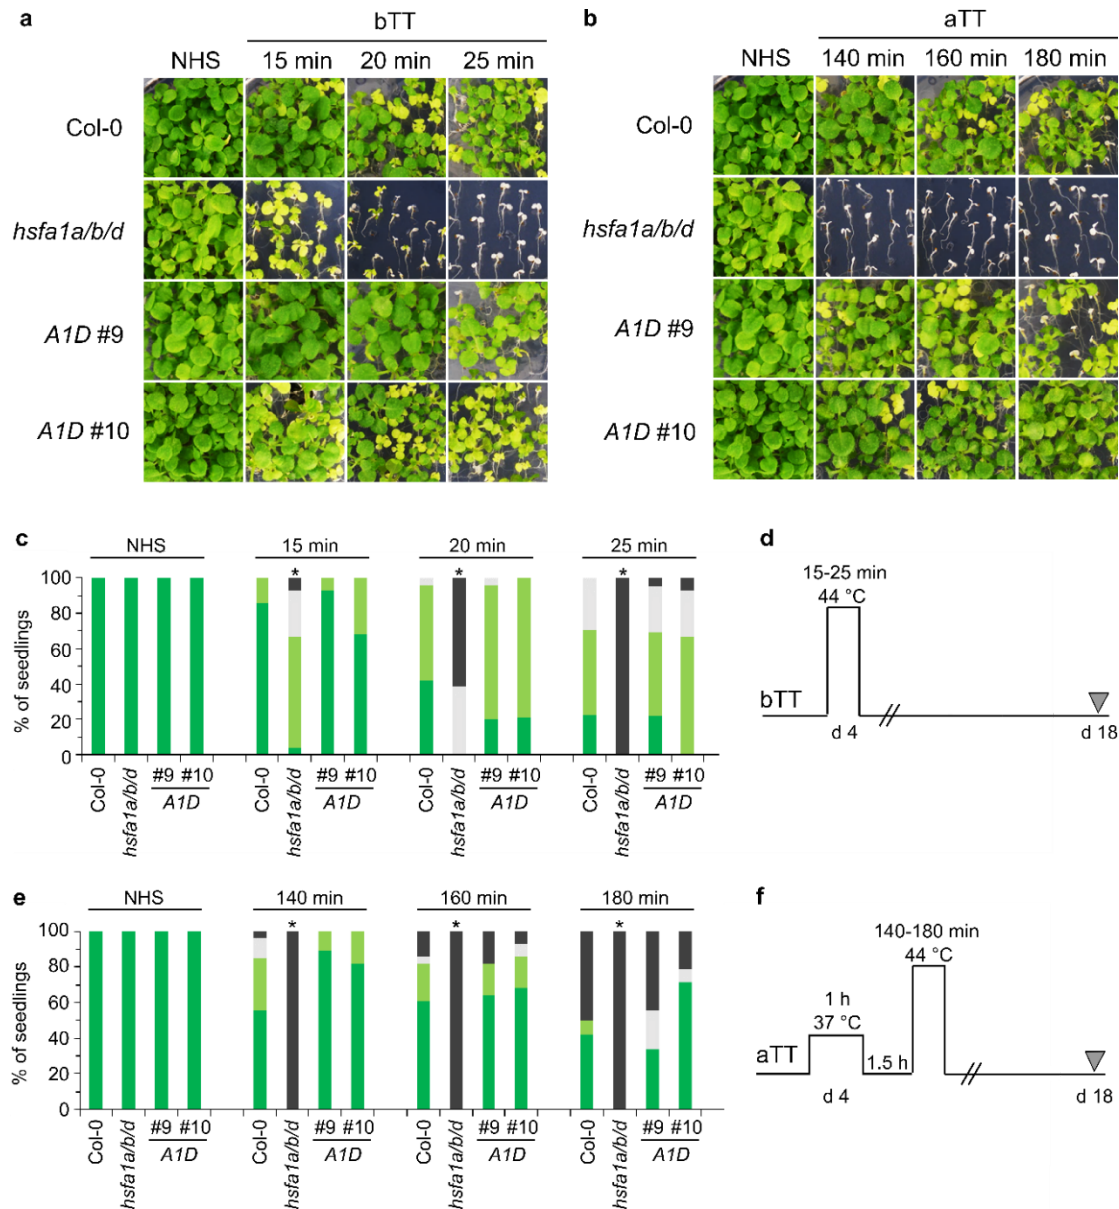 a
bTT
NHS 15 min 20 min 25 min
Col-0
hsfa1a/b/d
A1D #9
A1D #10
b
aTT
NHS 140 min 160 min 180 min
Col-0
hsfa1a/b/d
A1D #9
A1D #10
c
NHS 15 min 20 min 25 min
* * *
% of seedlings
100
80
60
40
20
0
Col-0 hsfa1a/b/d #9 #10 Col-0 hsfa1a/b/d #9 #10 Col-0 hsfa1a/b/d #9 #10 Col-0 hsfa1a/b/d #9 #10
A1D A1D A1D A1D
d
15-25 min
44 °C
bTT
d 4
d 18
e
NHS 140 min 160 min 180 min
* * *
% of seedlings
100
80
60
40
20
0
Col-0 hsfa1a/b/d #9 #10 Col-0 hsfa1a/b/d #9 #10 Col-0 hsfa1a/b/d #9 #10 Col-0 hsfa1a/b/d #9 #10
A1D A1D A1D A1D
f
140-180 min
44 °C
1 h
37 °C
1.5 h
aTT
d 4
d 18